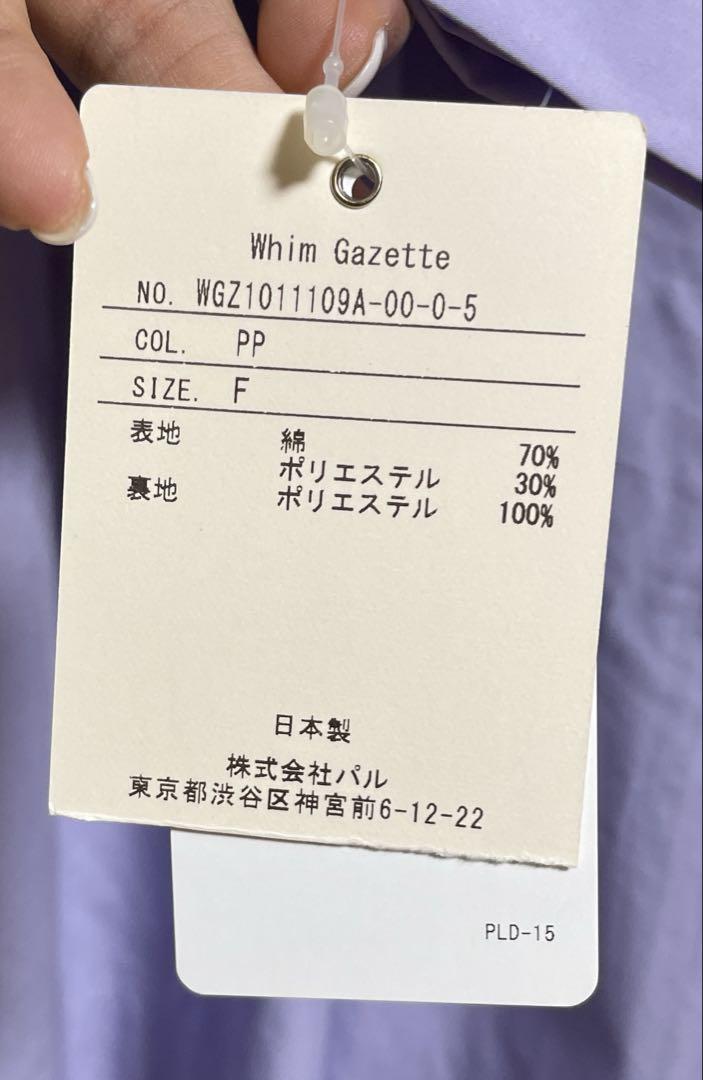 Whim Gazette
NO. WGZ1011109A-00-0-5
COL. PP
SIZE. F
表地 綿 70%
ポリエステル 30%
裏地 ポリエステル 100%
日本製
株式会社パル
東京都渋谷区神宮前6-12-22
PLD-15